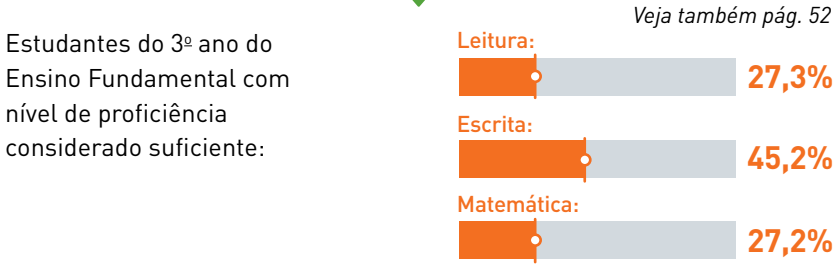 Veja também pág. 52
Estudantes do 3º ano do
Ensino Fundamental com
nível de proficiência
considerado suficiente:
Leitura:
27,3%
Escrita:
45,2%
Matemática:
27,2%